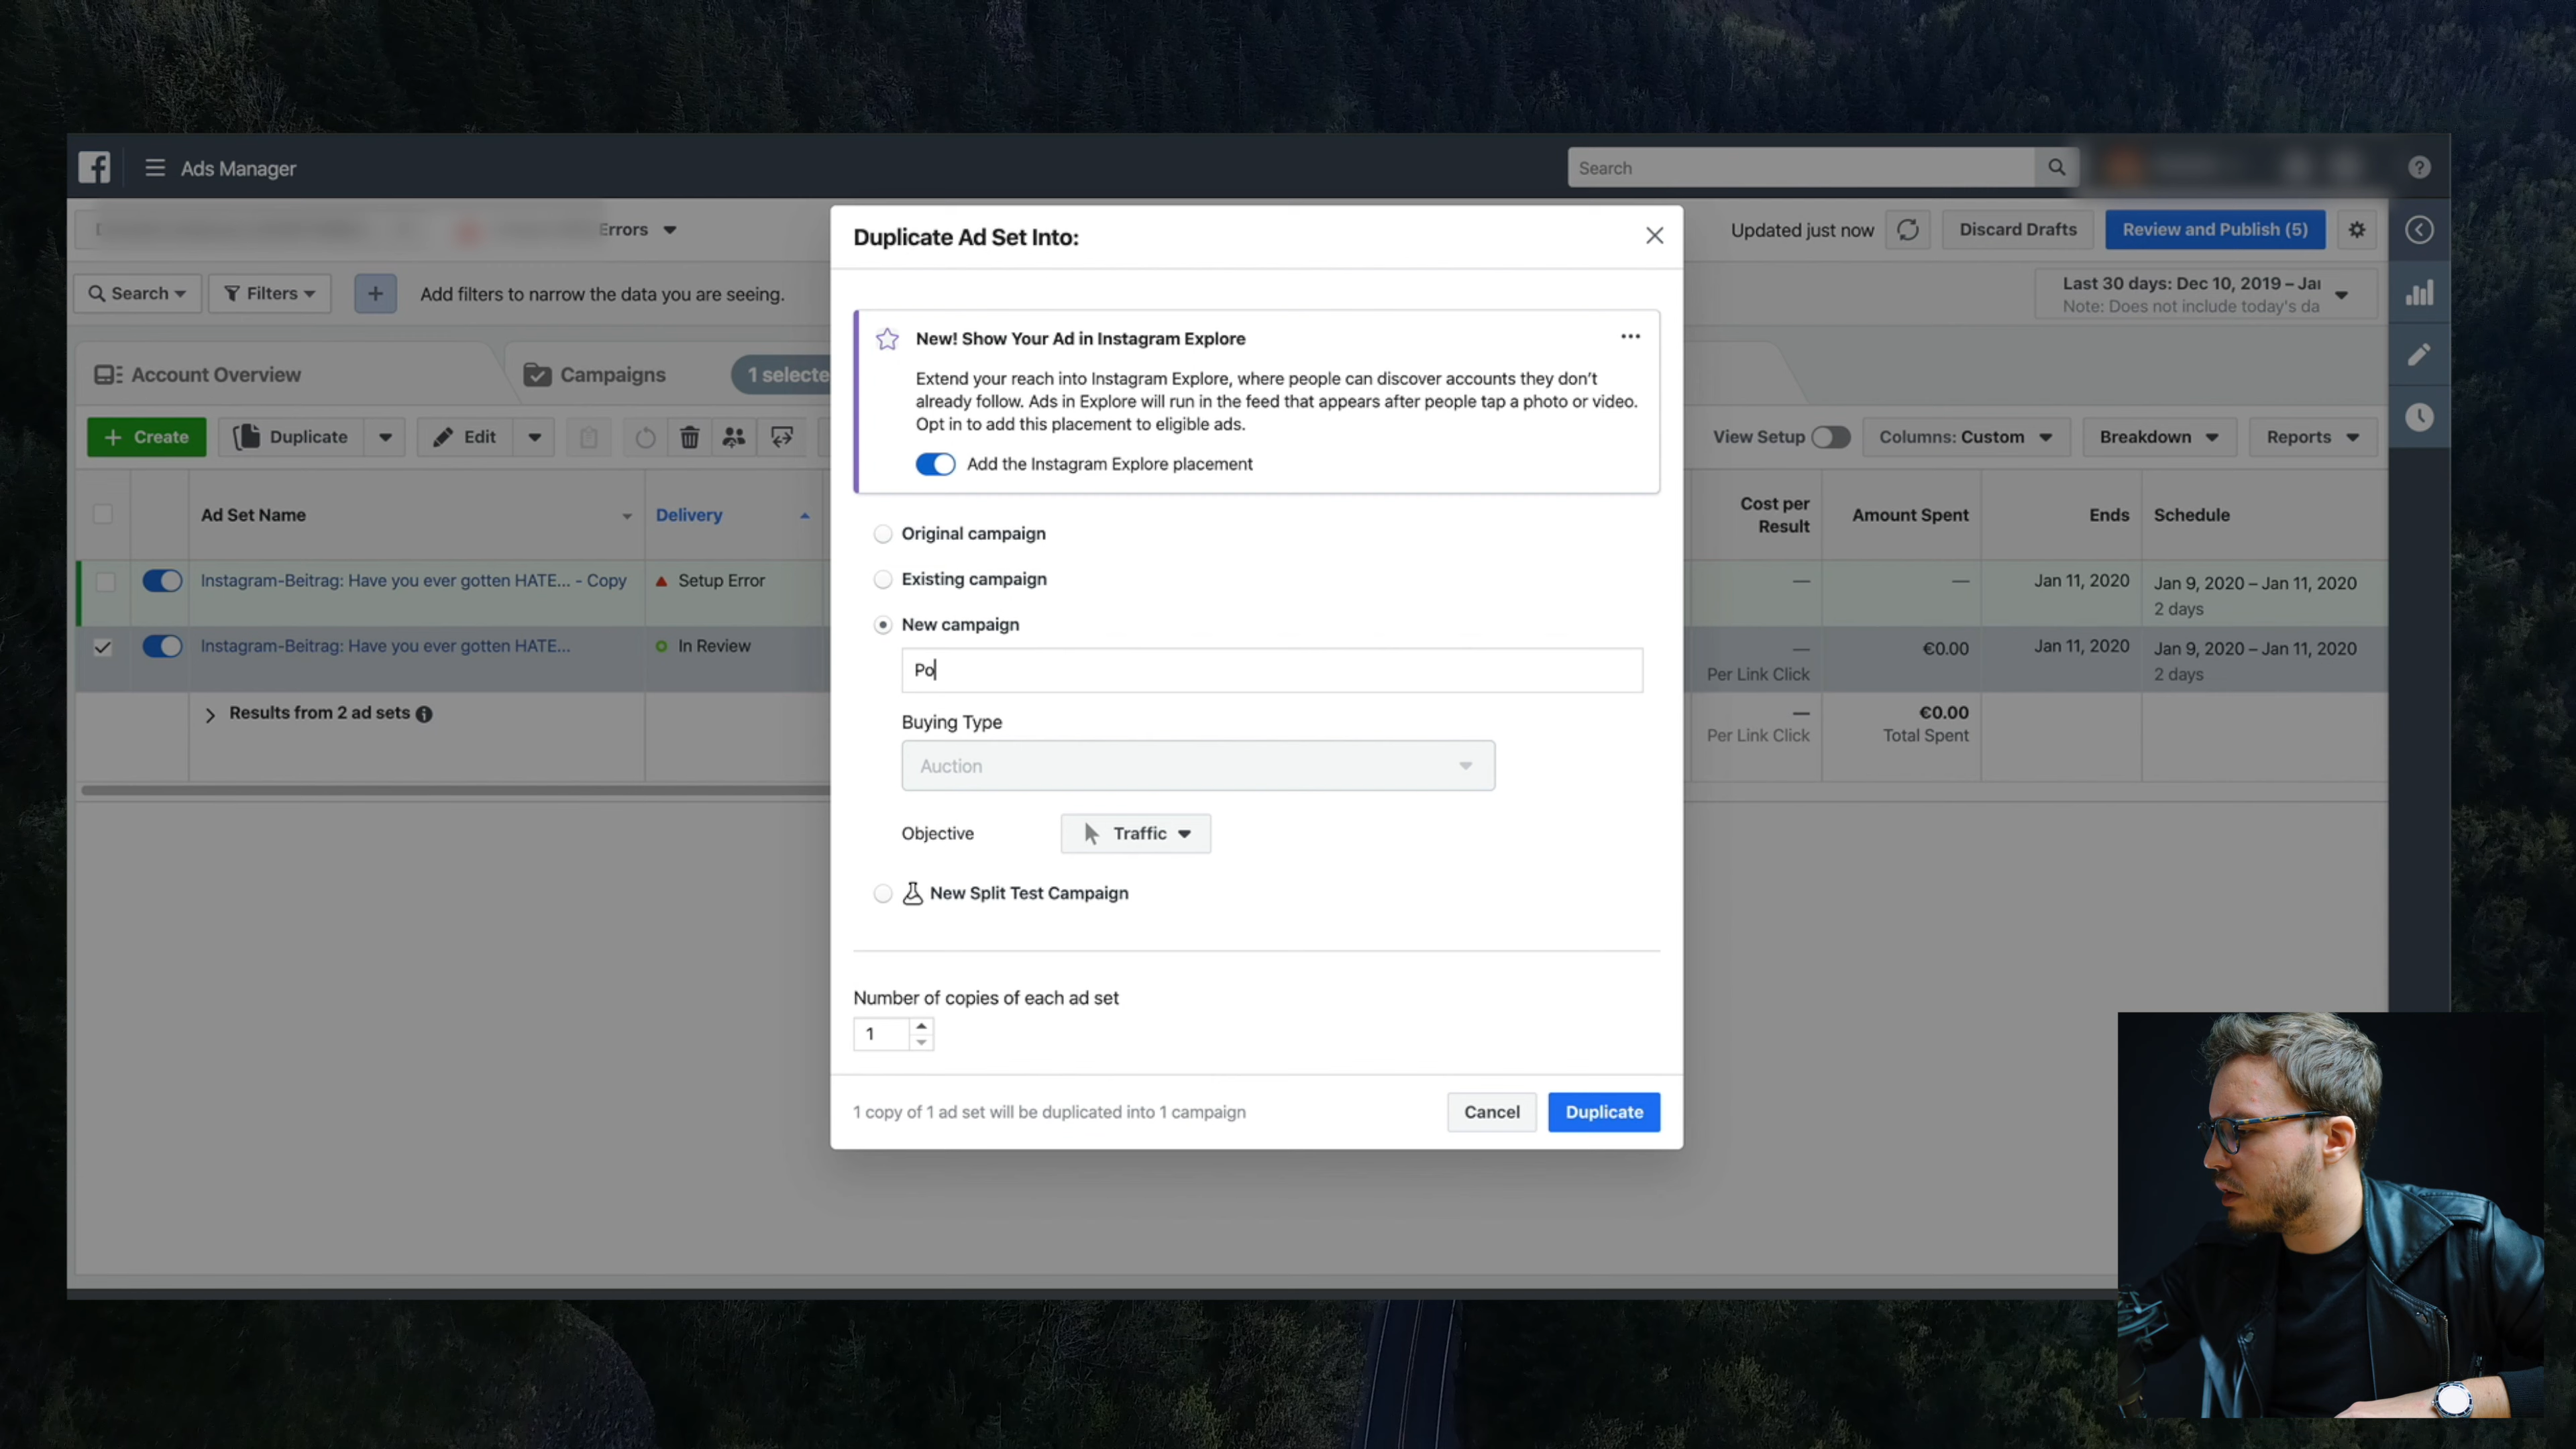 Ads Manager
Search
Errors
Updated just now
Discard Drafts
Review and Publish (5)
Search
Filters
Add filters to narrow the data you are seeing.
Last 30 days: Dec 10, 2019 – Jan
Note: Does not include today's da
Account Overview
Campaigns
1 selecte
Create
Duplicate
Edit
View Setup
Columns: Custom
Breakdown
Reports
Ad Set Name
Delivery
Cost per
Result
Amount Spent
Ends
Schedule
Instagram-Beitrag: Have you ever gotten HATE... - Copy
Setup Error
—
—
Jan 11, 2020
Jan 9, 2020 – Jan 11, 2020
2 days
Instagram-Beitrag: Have you ever gotten HATE...
In Review
—
Per Link Click
€0.00
Jan 11, 2020
Jan 9, 2020 – Jan 11, 2020
2 days
Results from 2 ad sets
—
Per Link Click
€0.00
Total Spent
Duplicate Ad Set Into:
New! Show Your Ad in Instagram Explore
Extend your reach into Instagram Explore, where people can discover accounts they don't
already follow. Ads in Explore will run in the feed that appears after people tap a photo or video.
Opt in to add this placement to eligible ads.
Add the Instagram Explore placement
Original campaign
Existing campaign
New campaign
Po
Buying Type
Auction
Objective
Traffic
New Split Test Campaign
Number of copies of each ad set
1
1 copy of 1 ad set will be duplicated into 1 campaign
Cancel
Duplicate